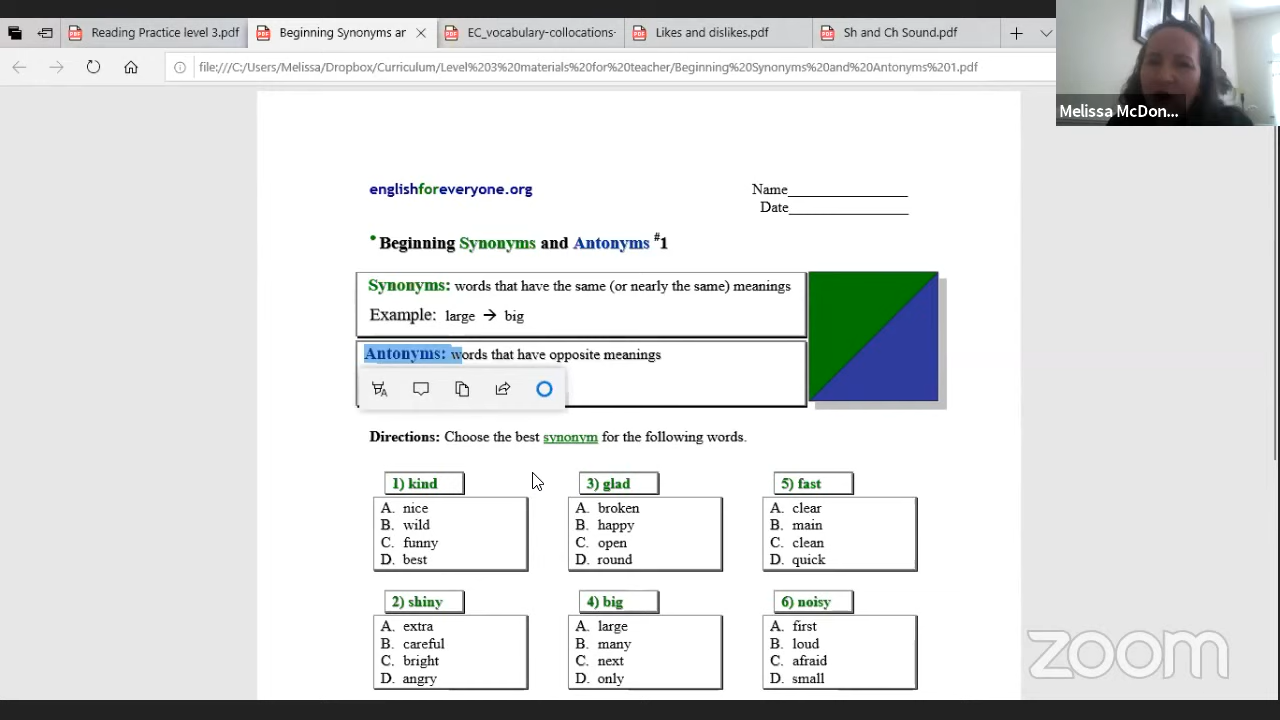 Reading Practice level 3.pdf
Beginning Synonyms ar
EC_vocabulary-collocations-
Likes and dislikes.pdf
Sh and Ch Sound.pdf
file:///C:/Users/Melissa/Dropbox/Curriculum/Level%203%20materials%20for%20teacher/Beginning%20Synonyms%20and%20Antonyms%201.pdf
Melissa McDon...
englishforeveryone.org
Name_______________
Date_______________
• Beginning Synonyms and Antonyms #1
Synonyms: words that have the same (or nearly the same) meanings
Example: large → big
Antonyms: words that have opposite meanings
Directions: Choose the best synonym for the following words.
1) kind
A. nice
B. wild
C. funny
D. best
3) glad
A. broken
B. happy
C. open
D. round
5) fast
A. clear
B. main
C. clean
D. quick
2) shiny
A. extra
B. careful
C. bright
D. angry
4) big
A. large
B. many
C. next
D. only
6) noisy
A. first
B. loud
C. afraid
D. small
zoom